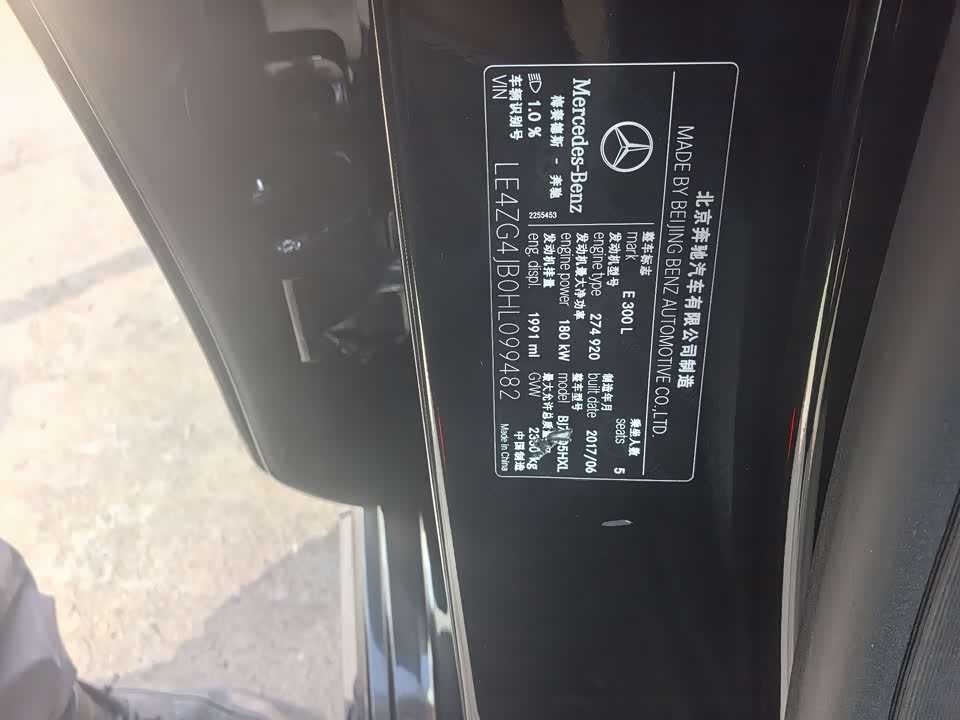 北京奔驰汽车有限公司制造
MADE BY BEIJING BENZ AUTOMOTIVE CO.,LTD.
Mercedes-Benz
梅赛德斯 - 奔驰
1.0 %
2255453
整车标志 乘坐人数
mark E 300 L seats 5
发动机型号 制造年月
engine type 274 920 built date 2017/06
发动机最大净功率 整车型号
engine power 180 kW model
发动机排量 最大允许总质量
eng. displ. 1991 ml GVW kg
车辆识别号 中国制造
VIN LE4ZG4JB0HL099482 Made in China